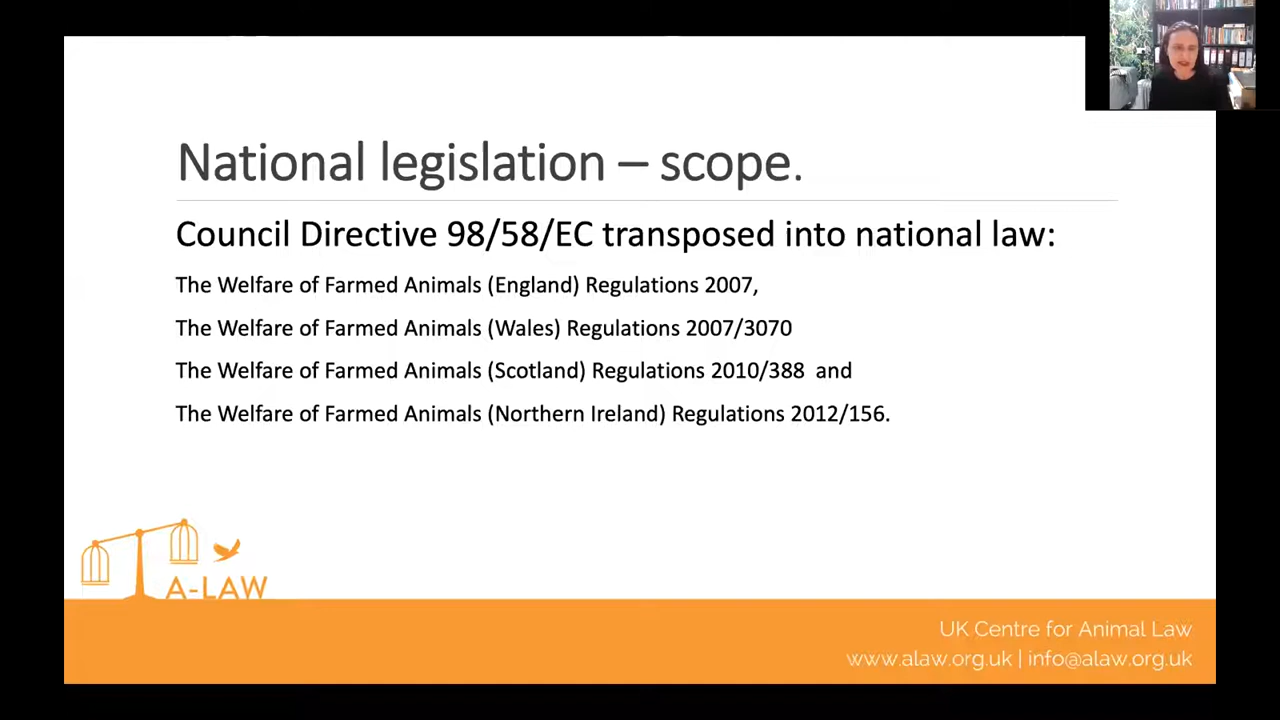 National legislation – scope.
Council Directive 98/58/EC transposed into national law:
The Welfare of Farmed Animals (England) Regulations 2007,
The Welfare of Farmed Animals (Wales) Regulations 2007/3070
The Welfare of Farmed Animals (Scotland) Regulations 2010/388  and
The Welfare of Farmed Animals (Northern Ireland) Regulations 2012/156.
A-LAW
UK Centre for Animal Law
www.alaw.org.uk | info@alaw.org.uk